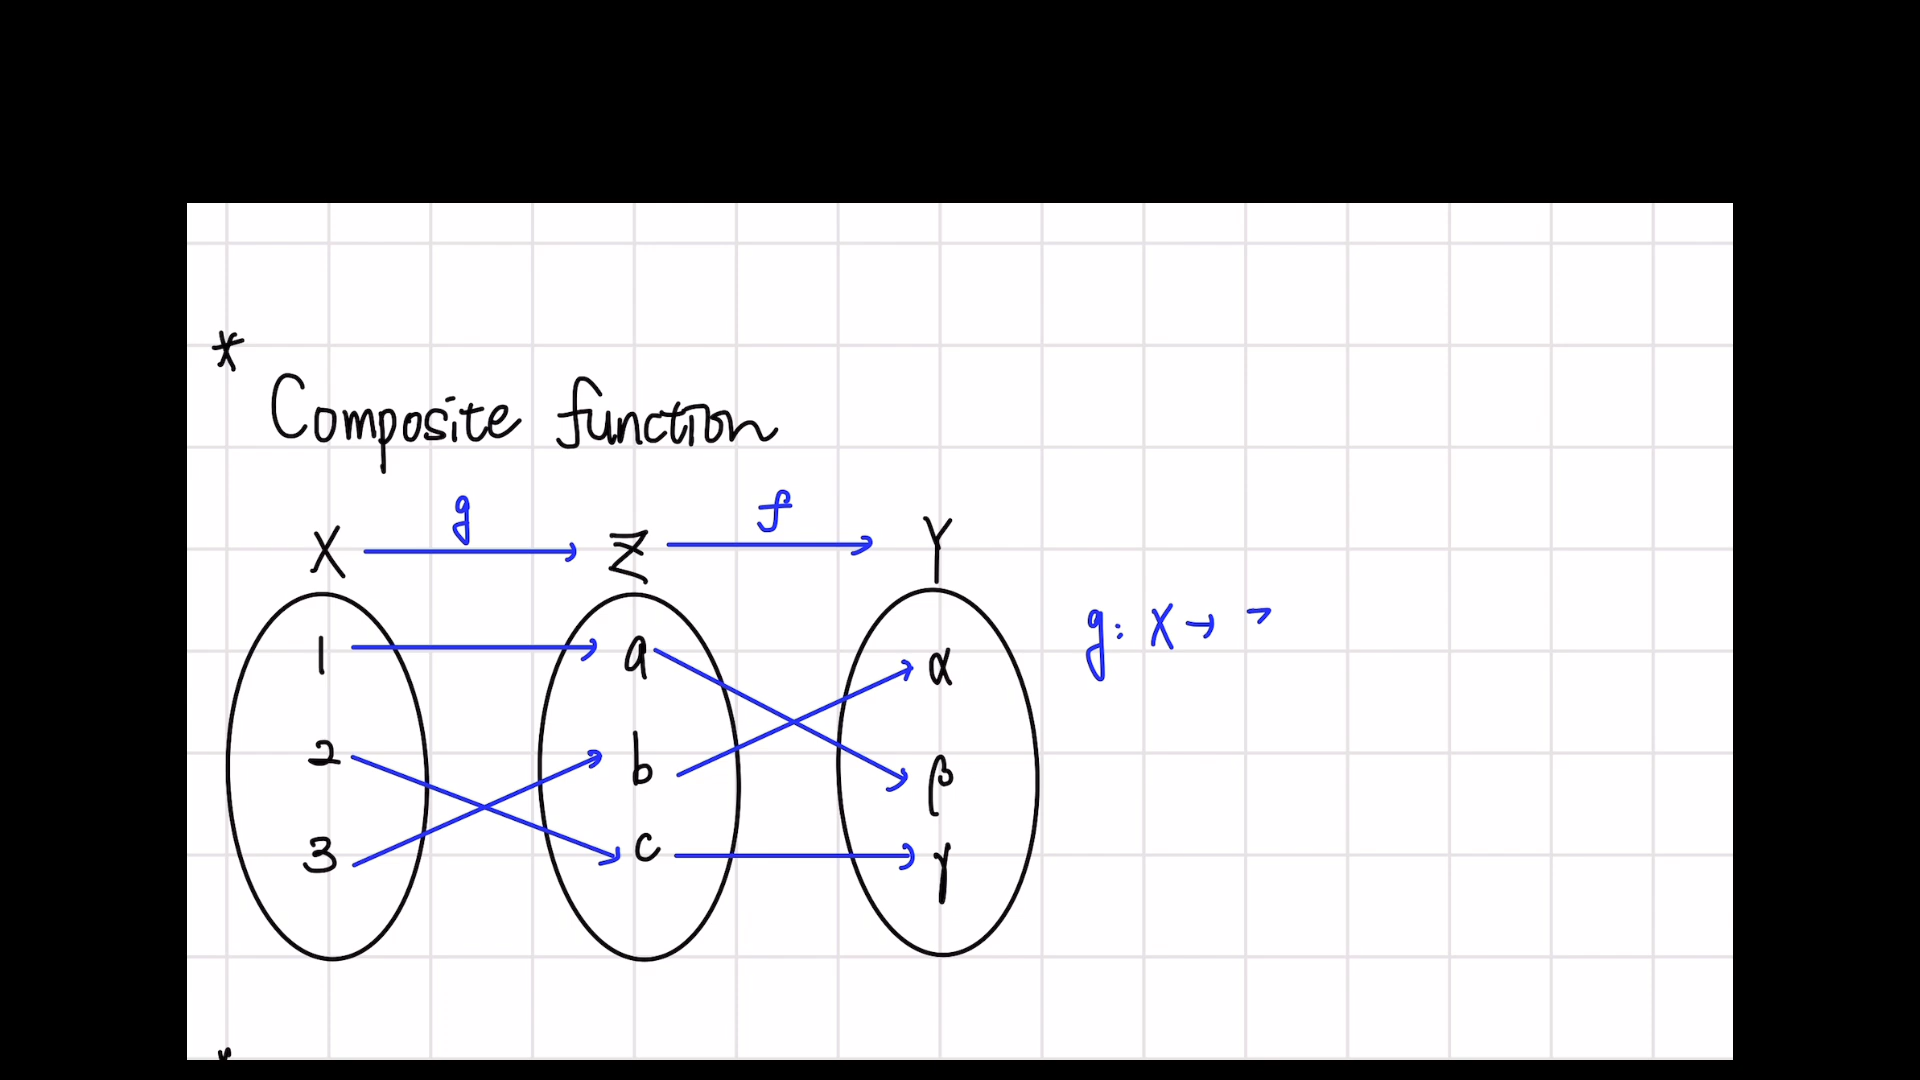 *
Composite function
X g Z f Y
1 a α
2 b β
3 c γ
g: X →